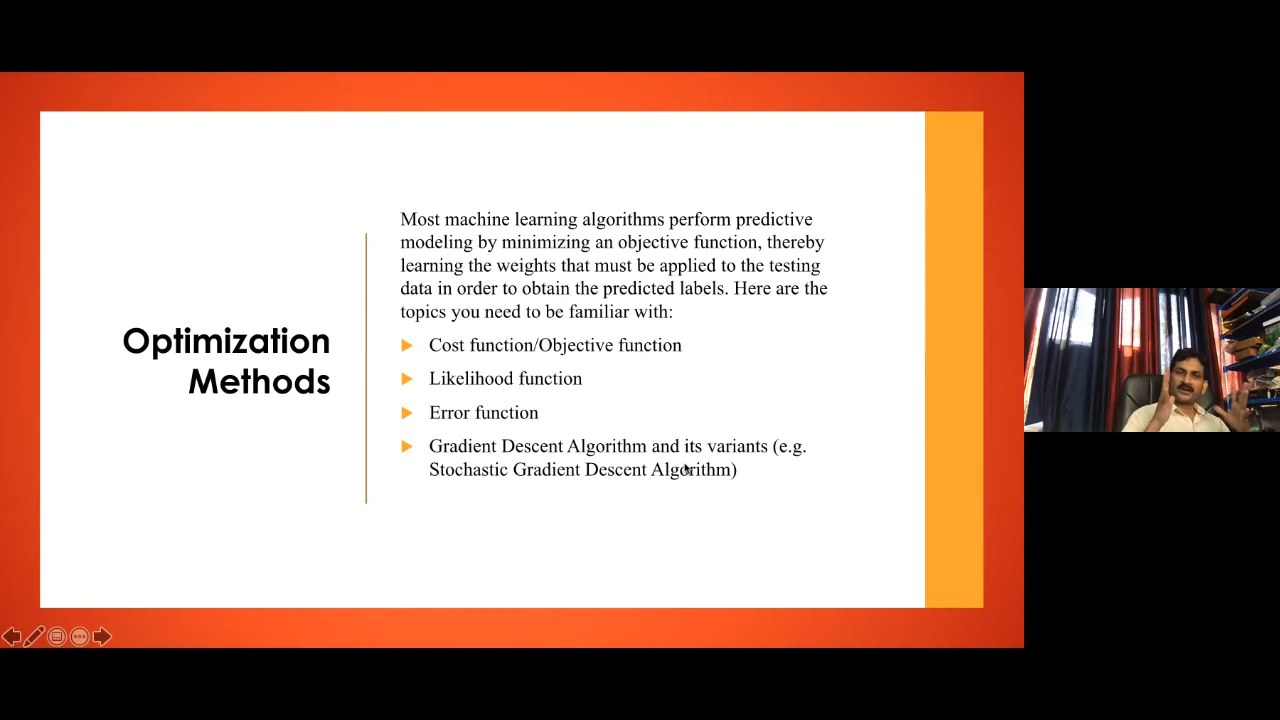 Optimization
Methods
Most machine learning algorithms perform predictive
modeling by minimizing an objective function, thereby
learning the weights that must be applied to the testing
data in order to obtain the predicted labels. Here are the
topics you need to be familiar with:
Cost function/Objective function
Likelihood function
Error function
Gradient Descent Algorithm and its variants (e.g.
Stochastic Gradient Descent Algorithm)